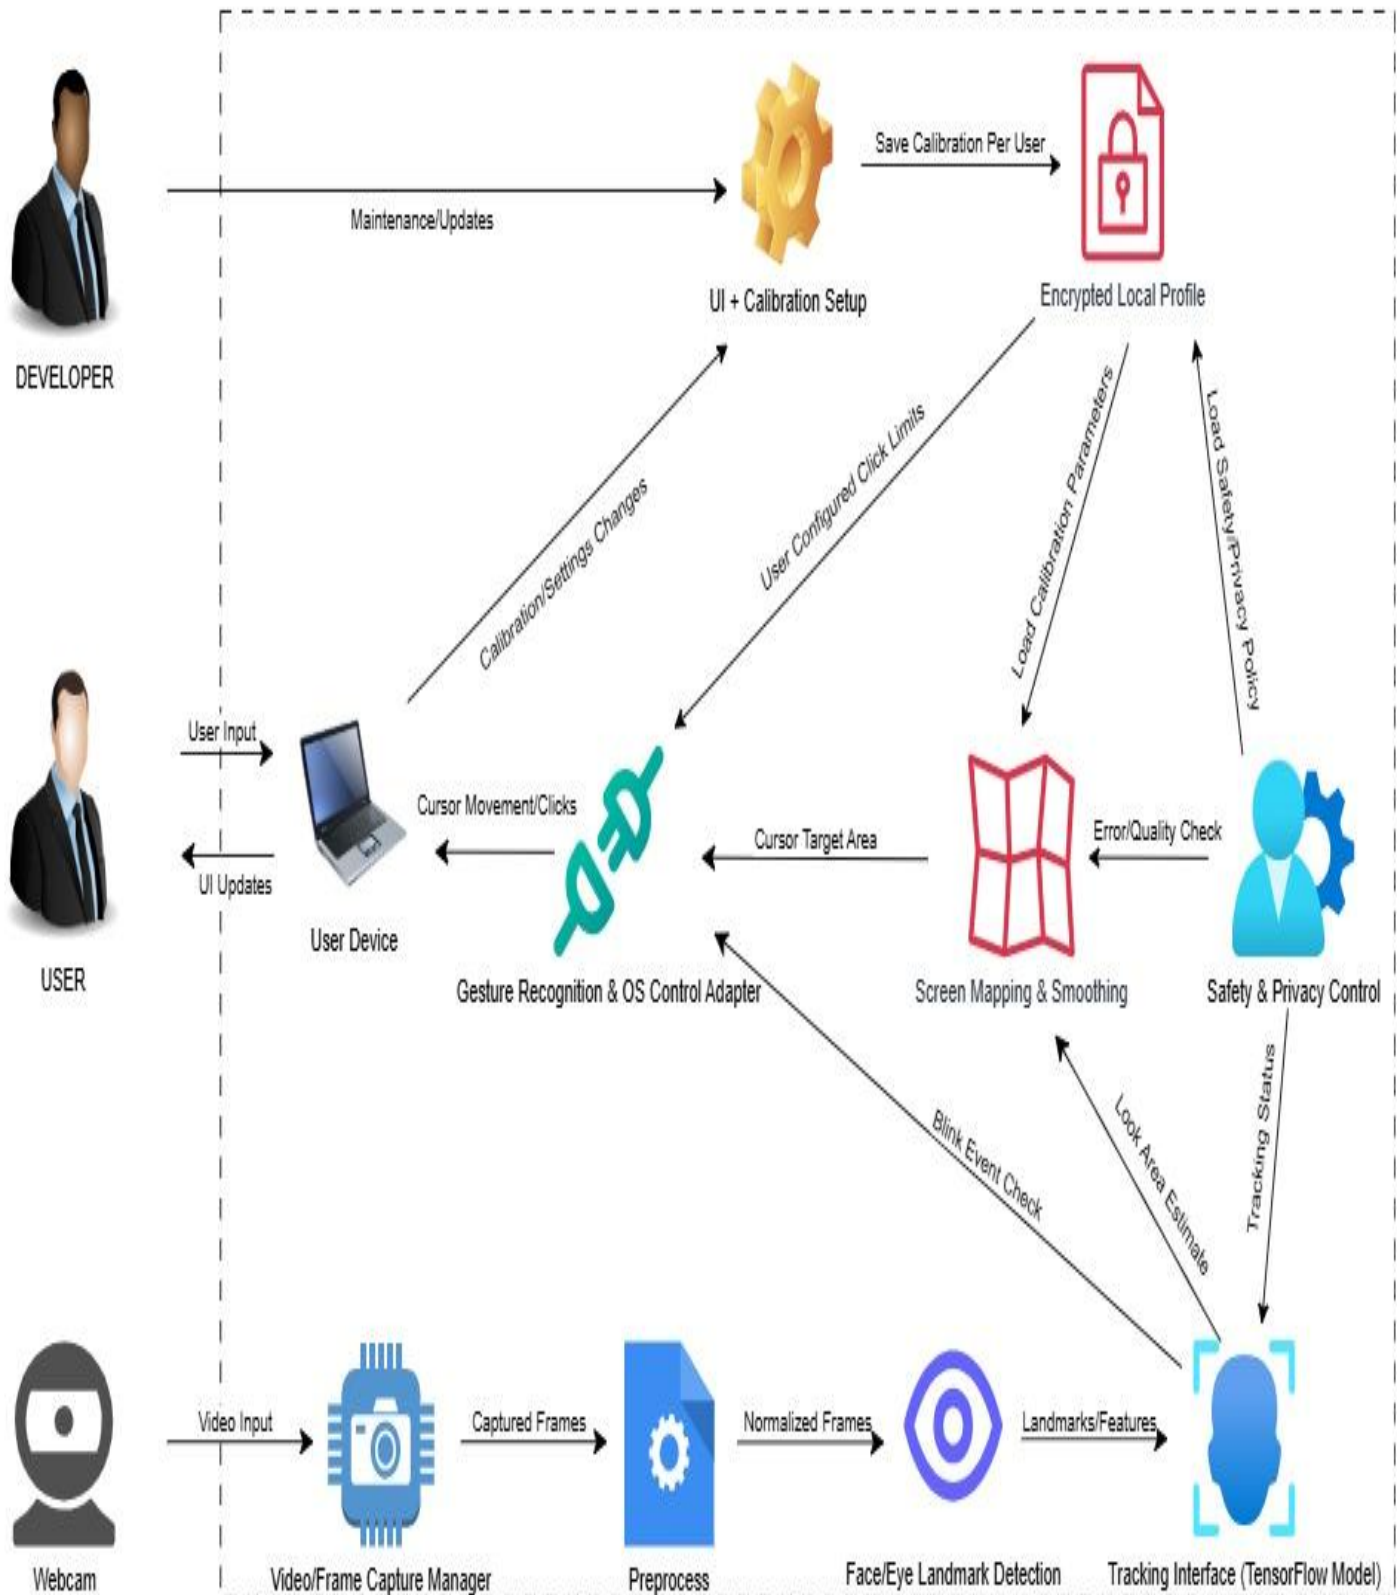 Save Calibration Per User
Maintenance/Updates
UI + Calibration Setup
Encrypted Local Profile
DEVELOPER
Calibration/Settings Changes
User Configured Click Limits
Load Calibration Parameters
Load Safety/Privacy Policy
User Input
Cursor Movement/Clicks
Cursor Target Area
Error/Quality Check
UI Updates
User Device
USER
Gesture Recognition & OS Control Adapter
Screen Mapping & Smoothing
Safety & Privacy Control
Blink Event Check
Look Area Estimate
Tracking Status
Video Input
Captured Frames
Normalized Frames
Landmarks/Features
Webcam
Video/Frame Capture Manager
Preprocess
Face/Eye Landmark Detection
Tracking Interface (TensorFlow Model)